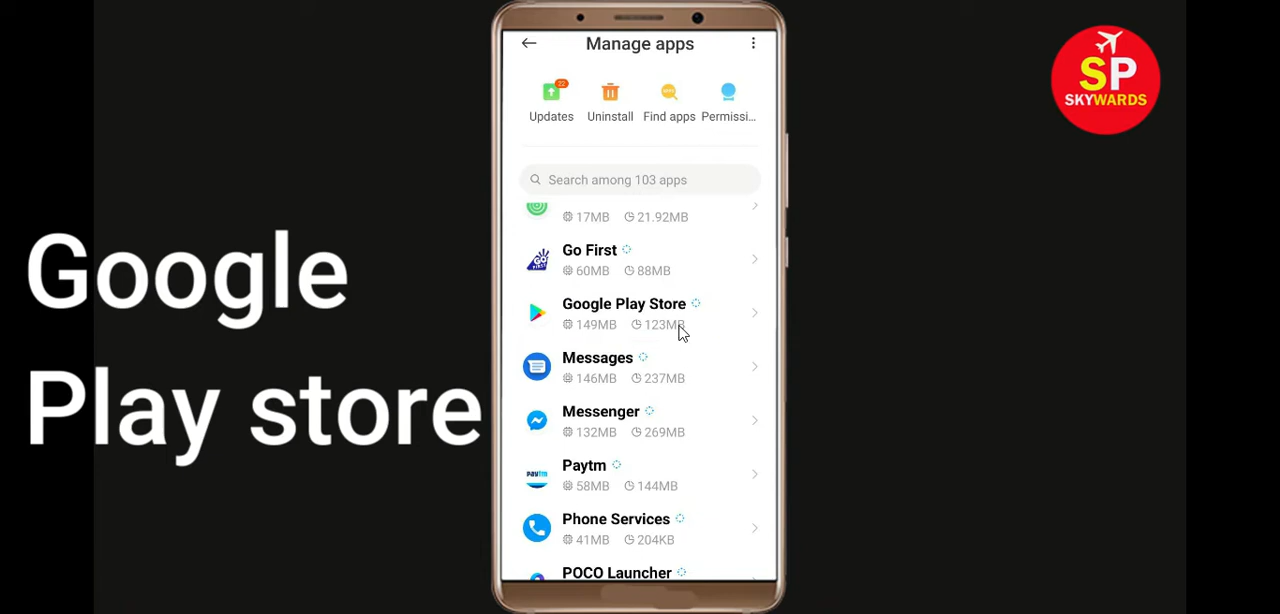 Manage apps
SP
SKYWARDS
22
Updates
Uninstall
Find apps
Permissi...
Search among 103 apps
17MB 21.92MB
Go First
GO FIRST
60MB 88MB
Google Play Store
149MB 123MB
Google
Play store
Messages
146MB 237MB
Messenger
132MB 269MB
Paytm
paytm
58MB 144MB
Phone Services
41MB 204KB
POCO Launcher